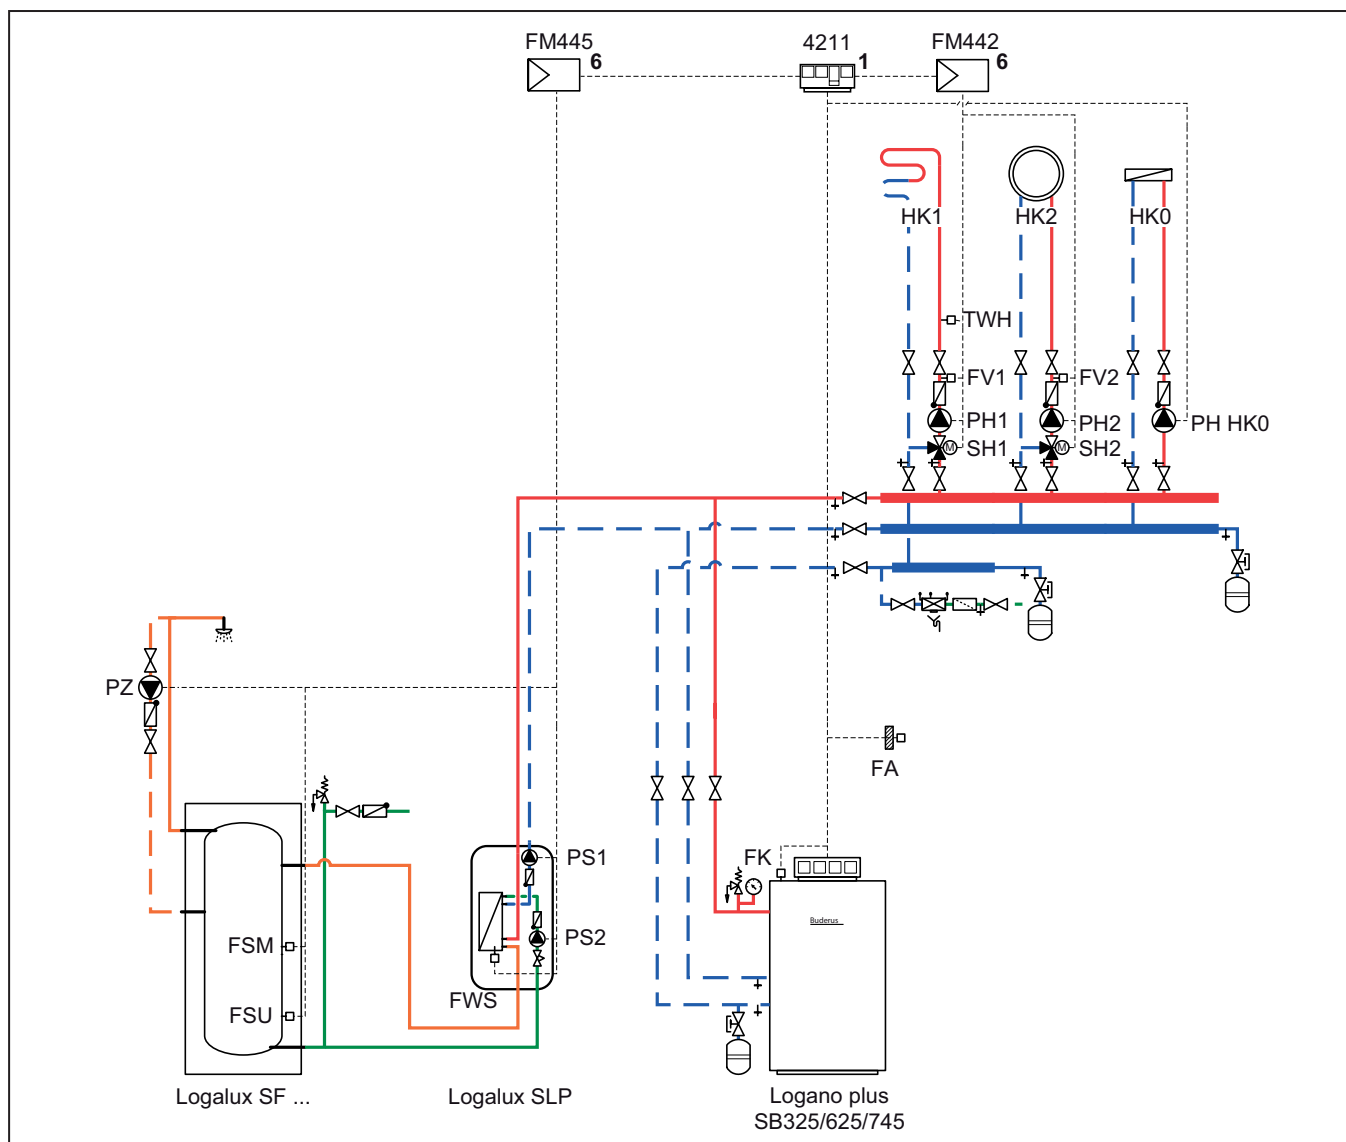 FM445
6
4211
1
FM442
6
HK1
HK2
HK0
TWH
FV1
FV2
PH1
PH2
PH HK0
M
SH1
M
SH2
PZ
FA
PS1
FK
Buderus
FSM
PS2
FWS
FSU
Logalux SF ...
Logalux SLP
Logano plus
SB325/625/745